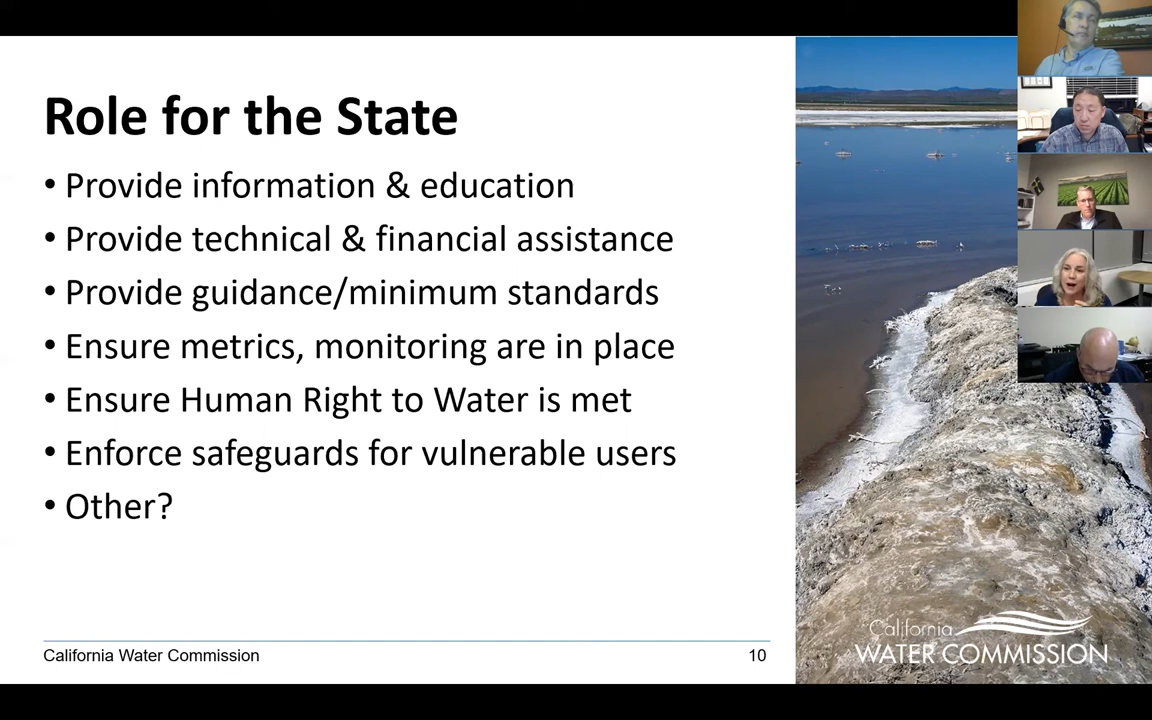 Role for the State
• Provide information & education
• Provide technical & financial assistance
• Provide guidance/minimum standards
• Ensure metrics, monitoring are in place
• Ensure Human Right to Water is met
• Enforce safeguards for vulnerable users
• Other?
California Water Commission
10
California
WATER COMMISSION